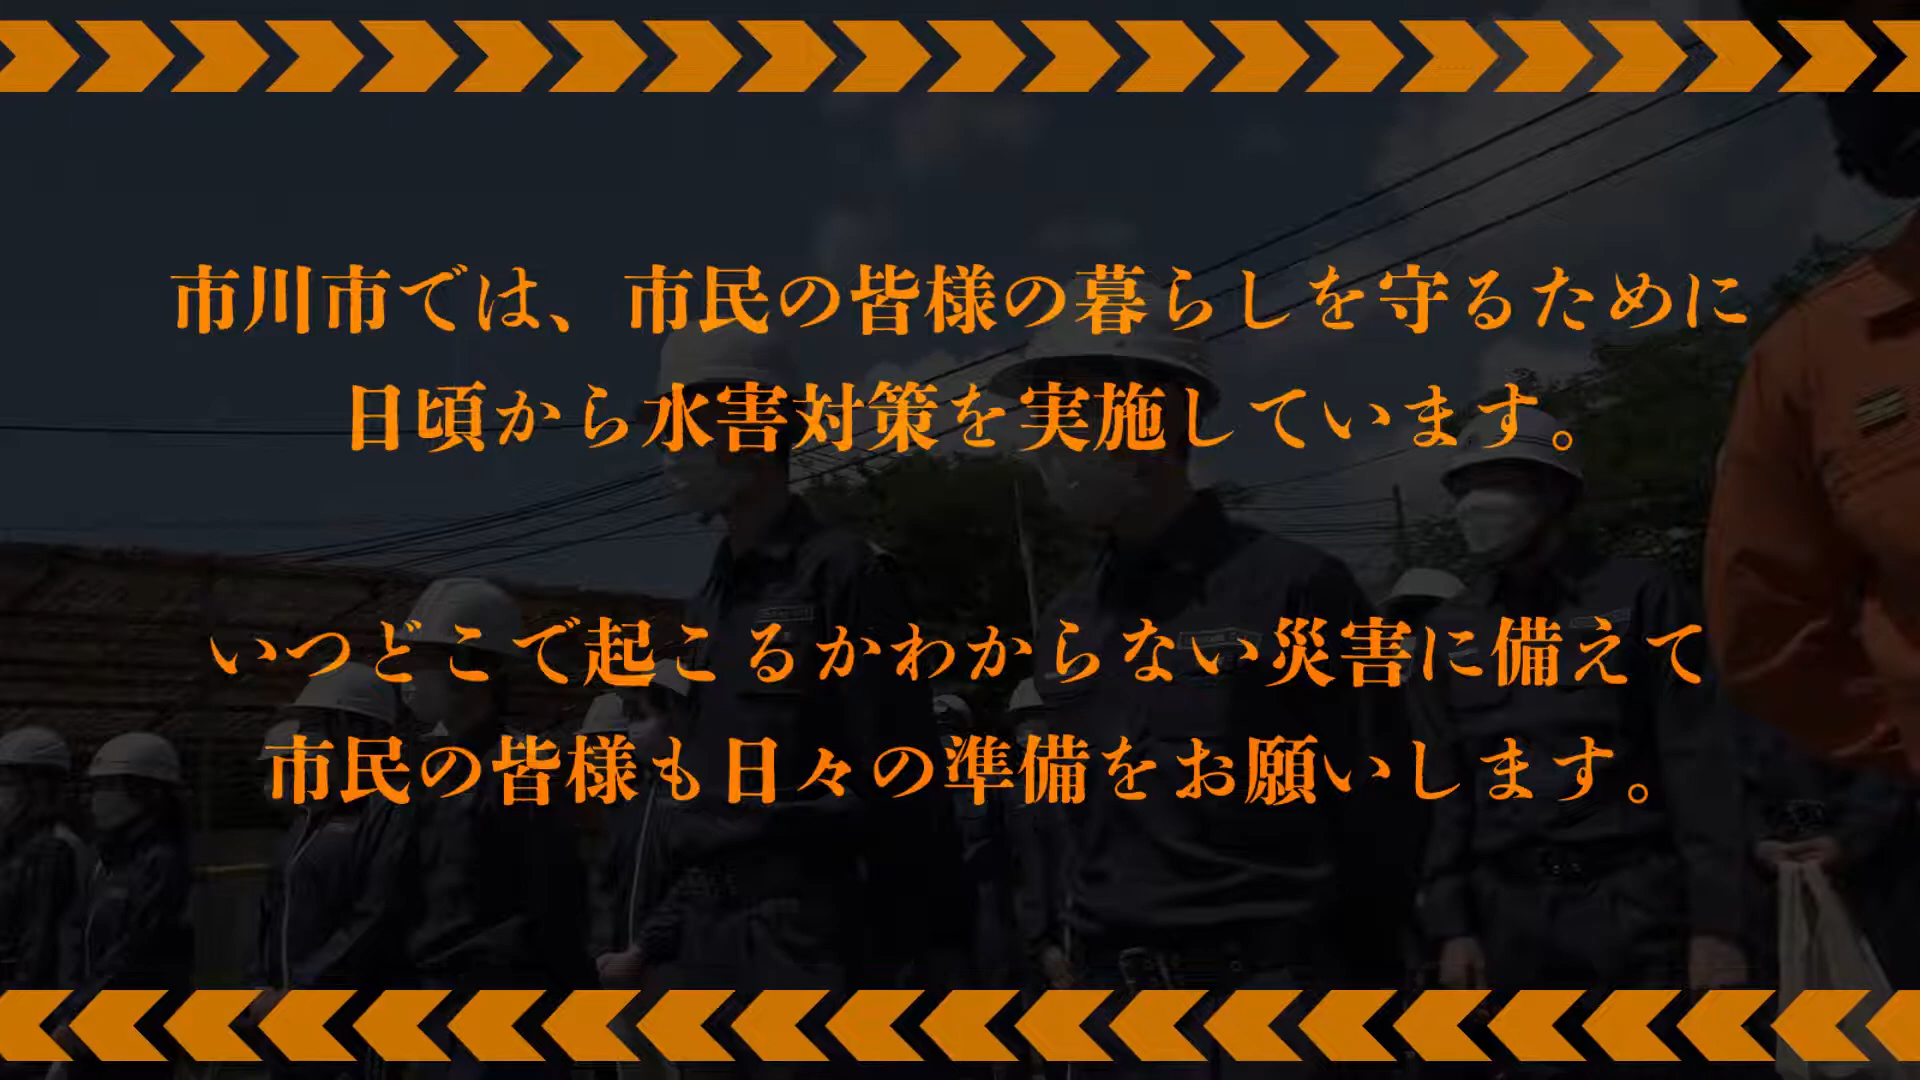 市川市では、市民の皆様の暮らしを守るために
日頃から水害対策を実施しています。
いつどこで起こるかわからない災害に備えて
市民の皆様も日々の準備をお願いします。